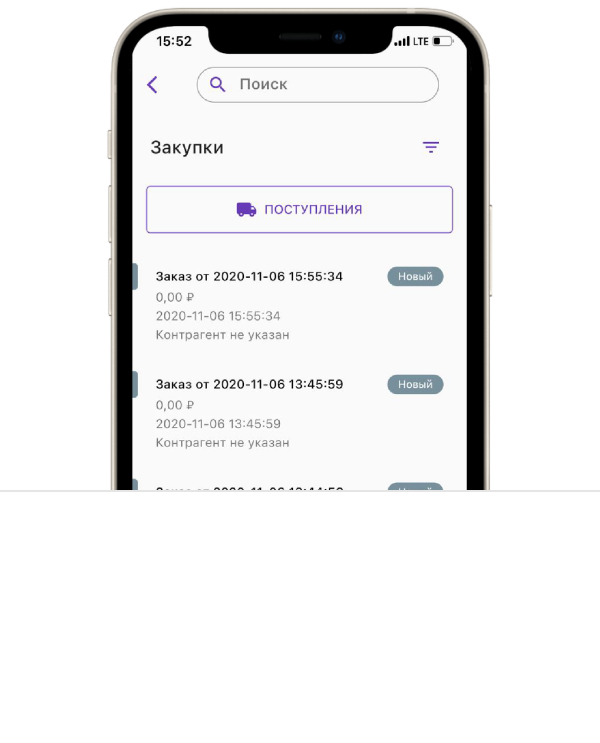 15:52
LTE
Поиск
Закупки
ПОСТУПЛЕНИЯ
Заказ от 2020-11-06 15:55:34
Новый
0,00 ₽
2020-11-06 15:55:34
Контрагент не указан
Заказ от 2020-11-06 13:45:59
Новый
0,00 ₽
2020-11-06 13:45:59
Контрагент не указан